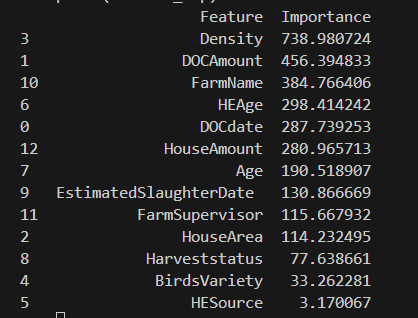 Feature Importance
3 Density 738.980724
1 DOCAmount 456.394833
10 FarmName 384.766406
6 HEAge 298.414242
0 DOCdate 287.739253
12 HouseAmount 280.965713
7 Age 190.518907
9 EstimatedSlaughterDate 130.866669
11 FarmSupervisor 115.667932
2 HouseArea 114.232495
8 Harveststatus 77.638661
4 BirdsVariety 33.262281
5 HESource 3.170067